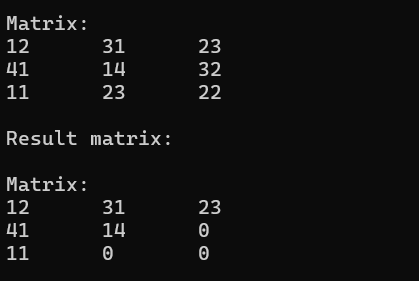 Matrix:
12 31 23
41 14 32
11 23 22
Result matrix:
Matrix:
12 31 23
41 14 0
11 0 0